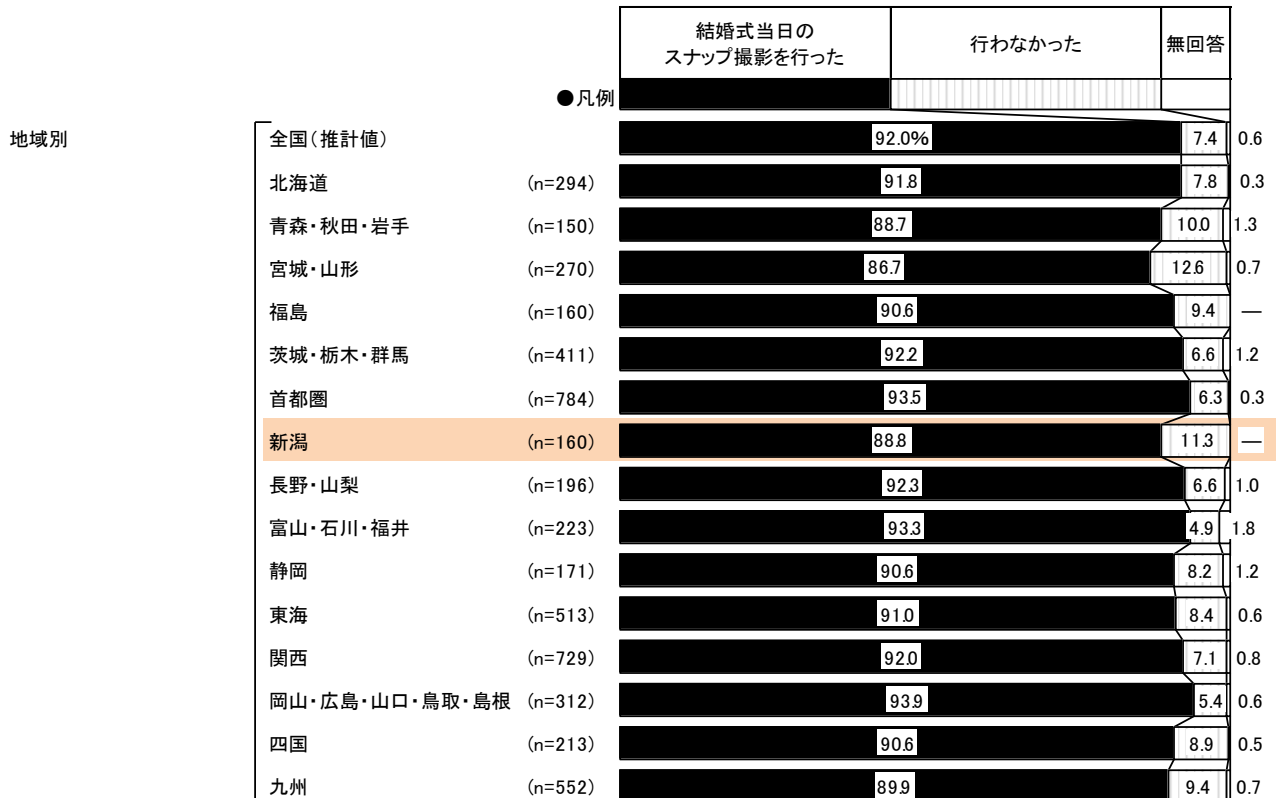 結婚式当日の
スナップ撮影を行った
行わなかった
無回答
●凡例
地域別
全国(推計値) 92.0% 7.4 0.6
北海道 (n=294) 91.8 7.8 0.3
青森・秋田・岩手 (n=150) 88.7 10.0 1.3
宮城・山形 (n=270) 86.7 12.6 0.7
福島 (n=160) 90.6 9.4 —
茨城・栃木・群馬 (n=411) 92.2 6.6 1.2
首都圏 (n=784) 93.5 6.3 0.3
新潟 (n=160) 88.8 11.3 —
長野・山梨 (n=196) 92.3 6.6 1.0
富山・石川・福井 (n=223) 93.3 4.9 1.8
静岡 (n=171) 90.6 8.2 1.2
東海 (n=513) 91.0 8.4 0.6
関西 (n=729) 92.0 7.1 0.8
岡山・広島・山口・鳥取・島根 (n=312) 93.9 5.4 0.6
四国 (n=213) 90.6 8.9 0.5
九州 (n=552) 89.9 9.4 0.7